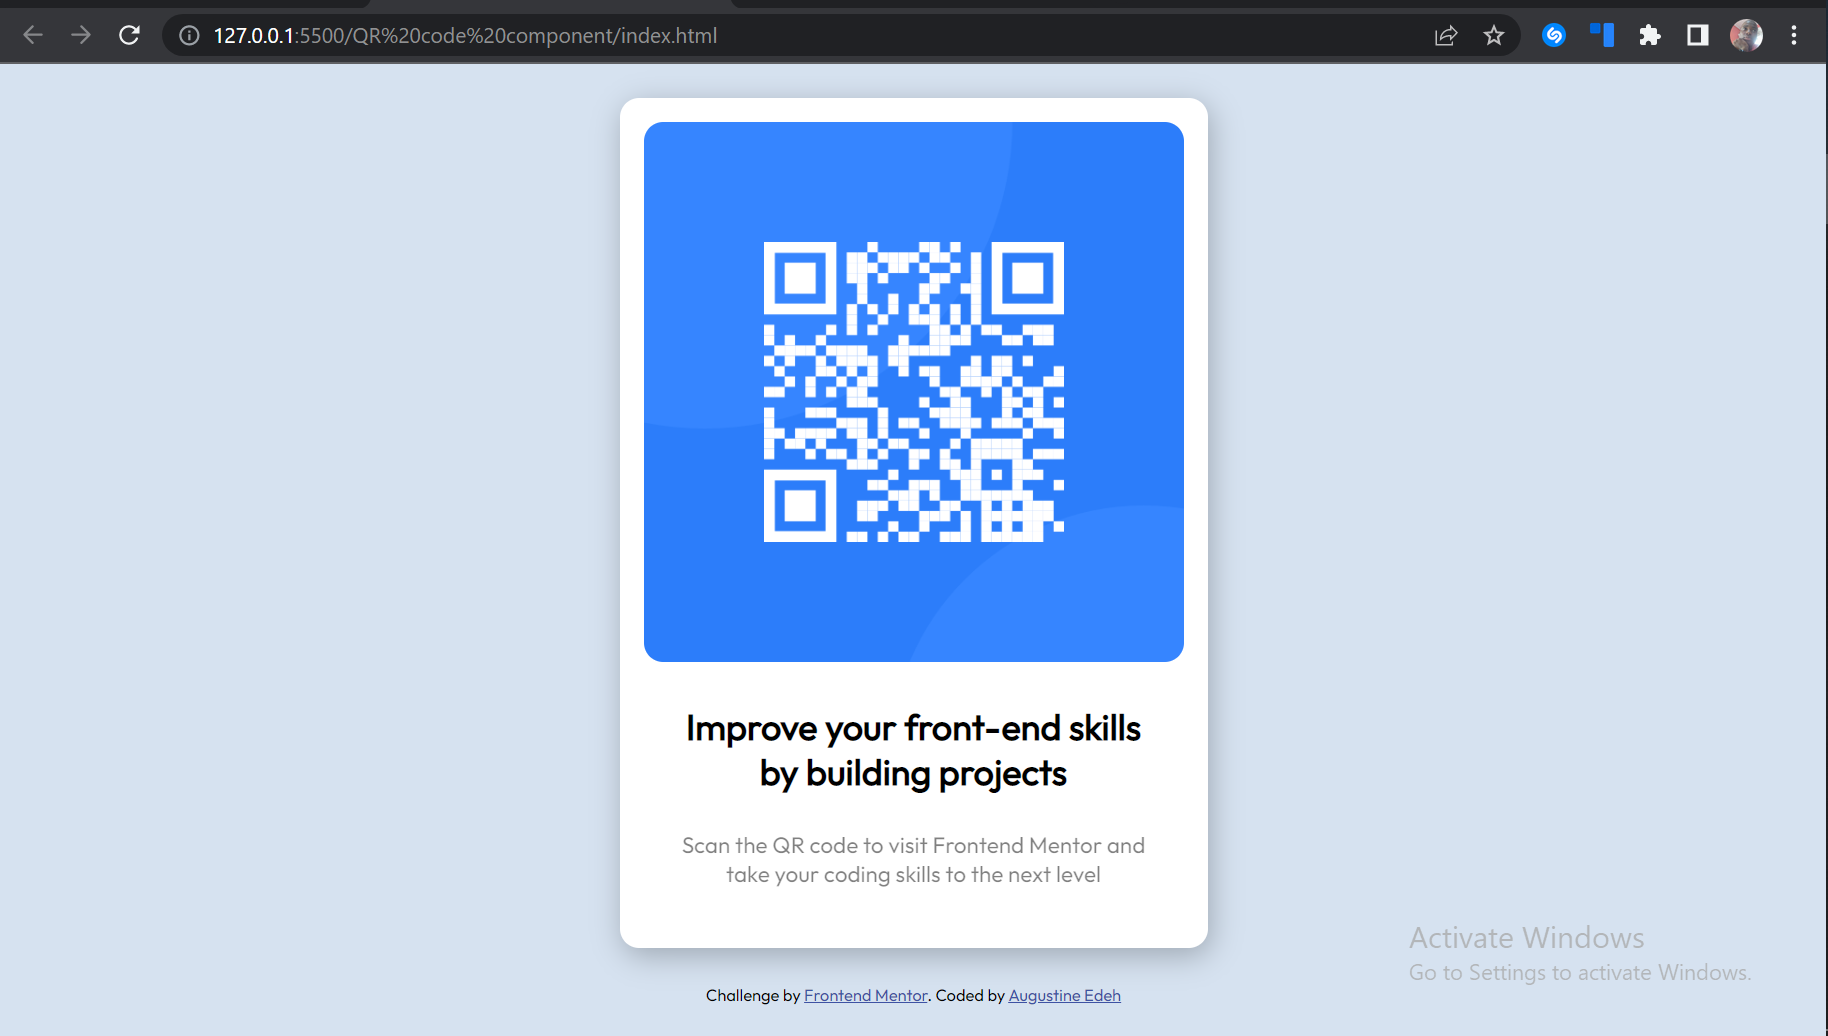 127.0.0.1:5500/QR%20code%20component/index.html
Improve your front-end skills
by building projects
Scan the QR code to visit Frontend Mentor and
take your coding skills to the next level
Activate Windows
Go to Settings to activate Windows.
Challenge by Frontend Mentor. Coded by Augustine Edeh